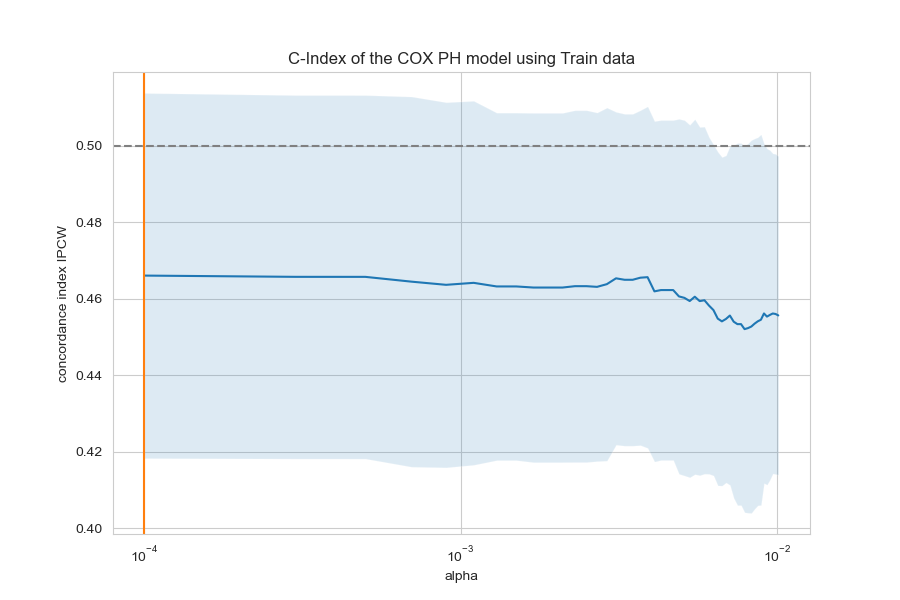 C-Index of the COX PH model using Train data
concordance index IPCW
0.50
0.48
0.46
0.44
0.42
0.40
10⁻⁴ 10⁻³ 10⁻²
alpha